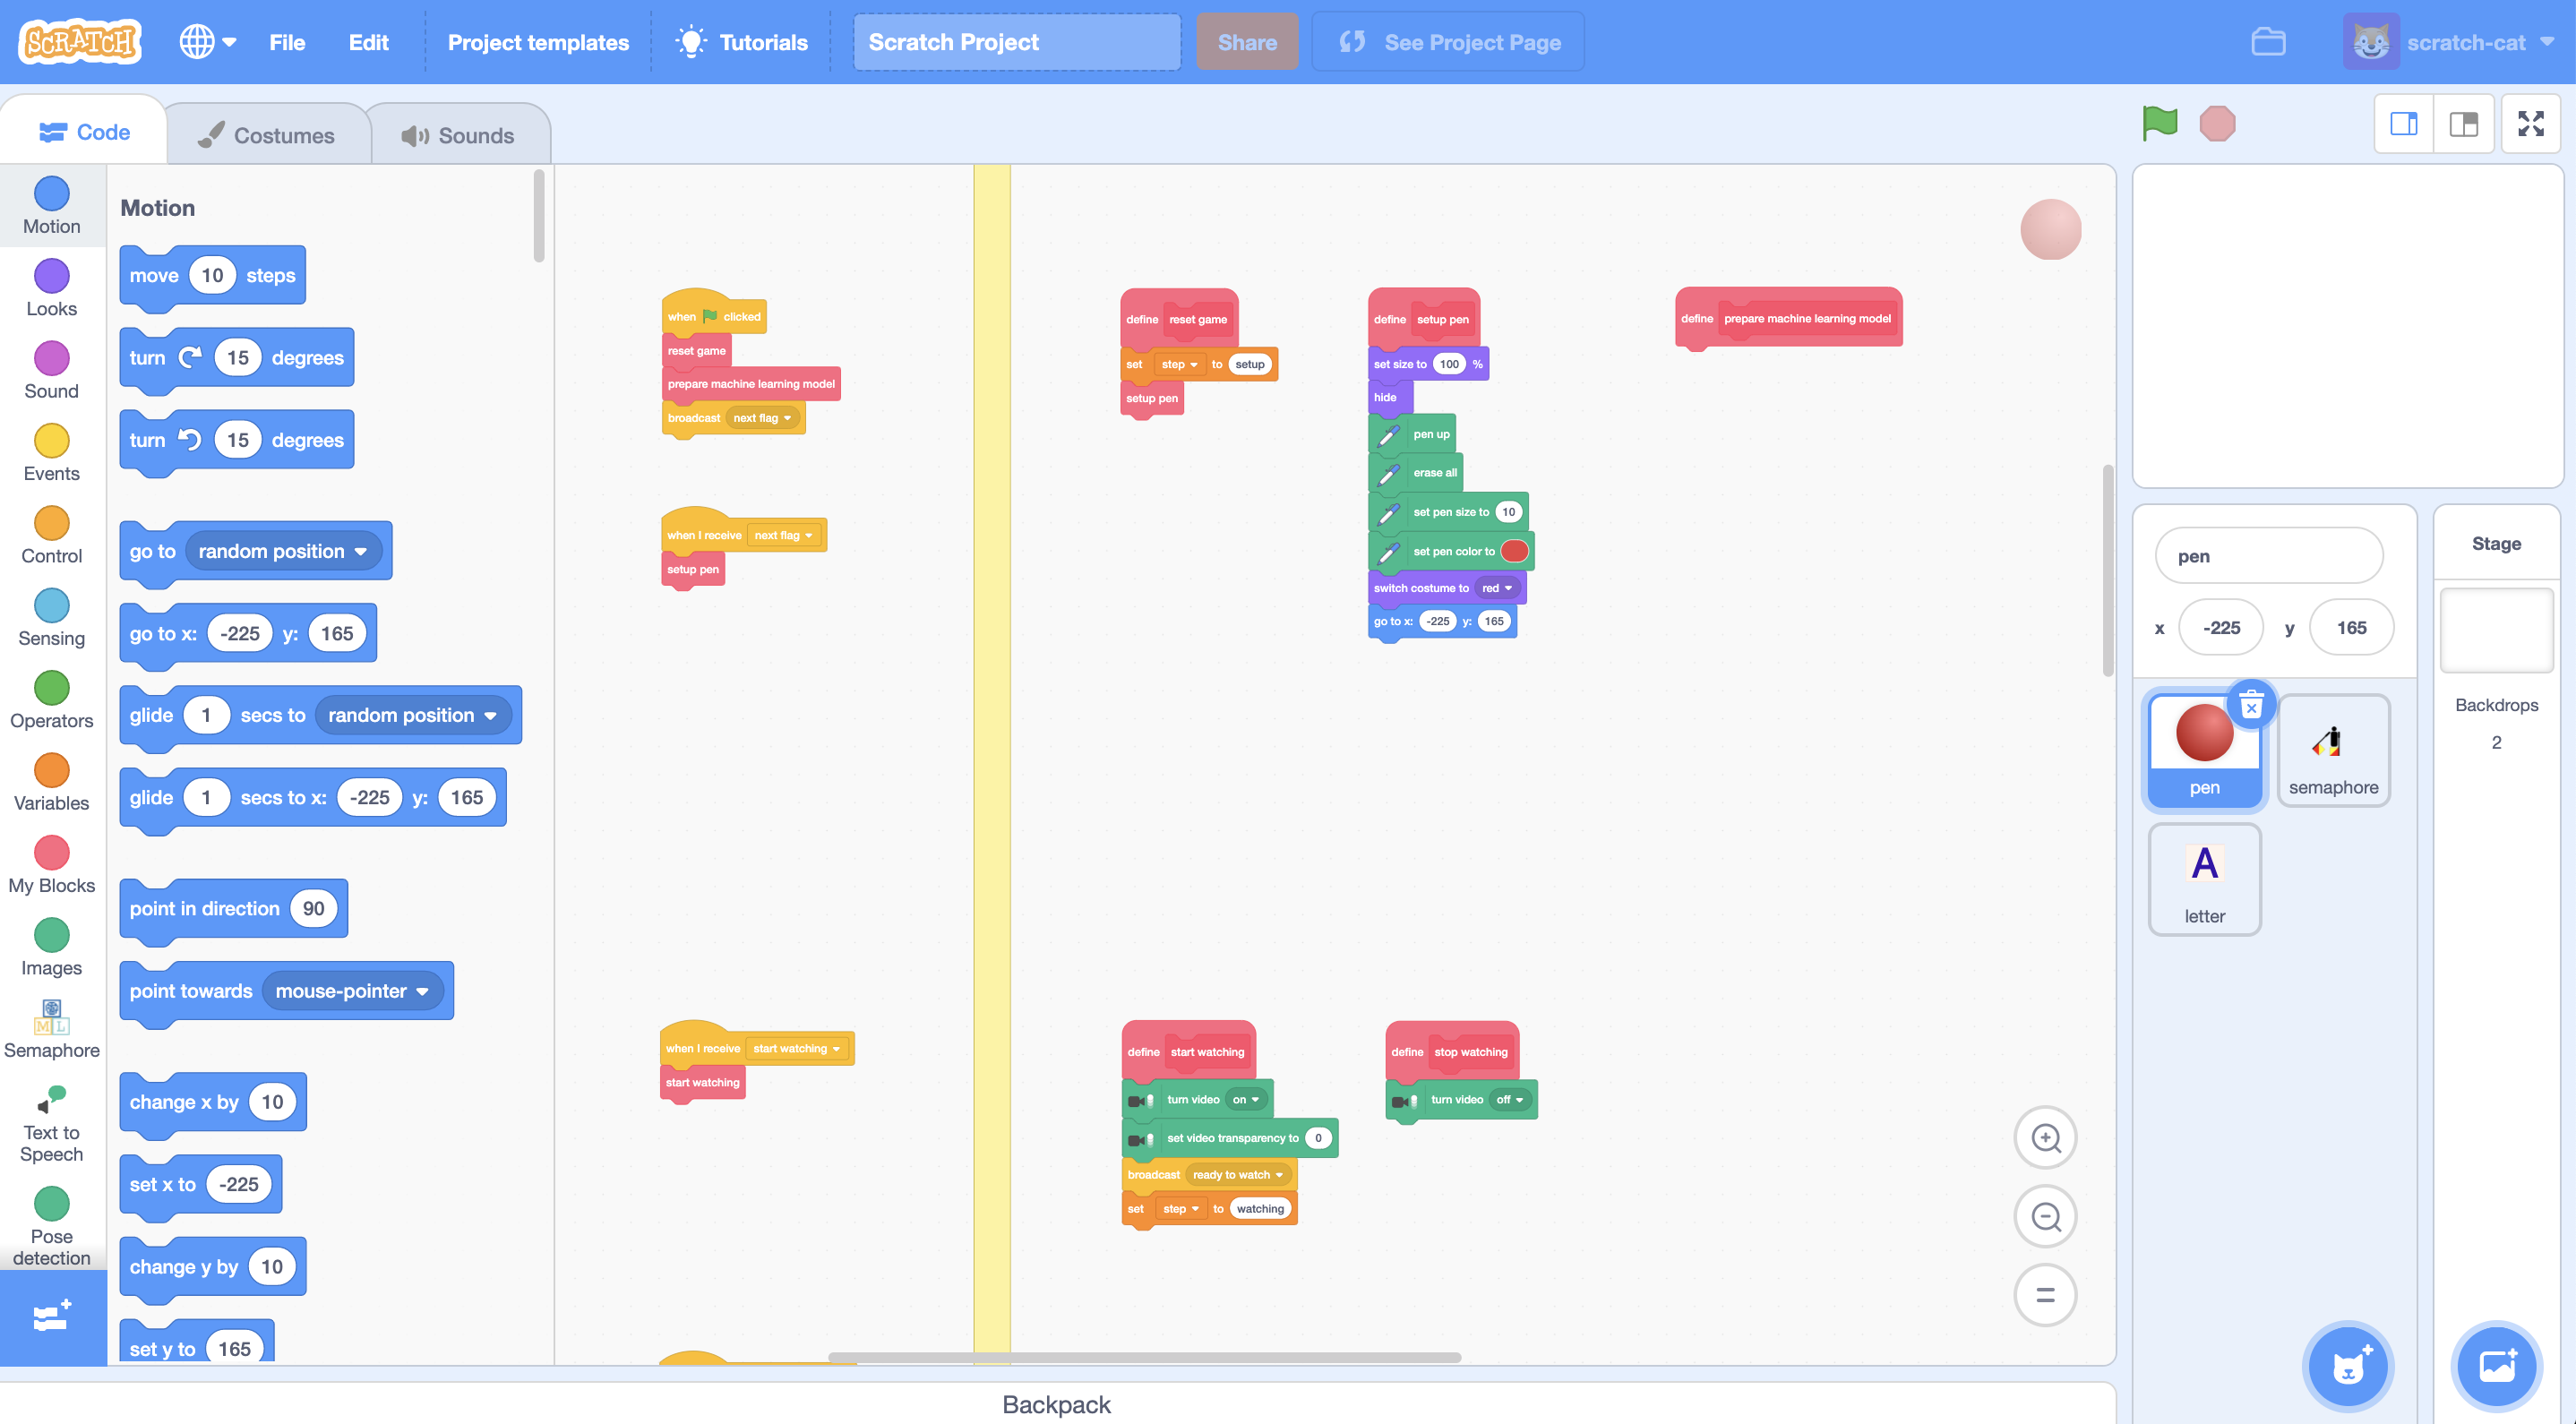 SCRATCH
File
Edit
Project templates
Tutorials
Scratch Project
Share
See Project Page
scratch-cat
Code
Costumes
Sounds
Motion
Looks
Sound
Events
Control
Sensing
Operators
Variables
My Blocks
Images
ML
Semaphore
Text to
Speech
Pose
detection
Motion
move 10 steps
turn 15 degrees
turn 15 degrees
go to random position
go to x: -225 y: 165
glide 1 secs to random position
glide 1 secs to x: -225 y: 165
point in direction 90
point towards mouse-pointer
change x by 10
set x to -225
change y by 10
set y to 165
when clicked
reset game
prepare machine learning model
broadcast next flag
when I receive next flag
setup pen
when I receive start watching
start watching
define reset game
set step to setup
setup pen
define setup pen
set size to 100 %
hide
pen up
erase all
set pen size to 10
set pen color to
switch costume to red
go to x: -225 y: 165
define prepare machine learning model
define start watching
turn video on
set video transparency to 0
broadcast ready to watch
set step to watching
define stop watching
turn video off
pen
x -225 y 165
pen
semaphore
A
letter
Stage
Backdrops
2
Backpack